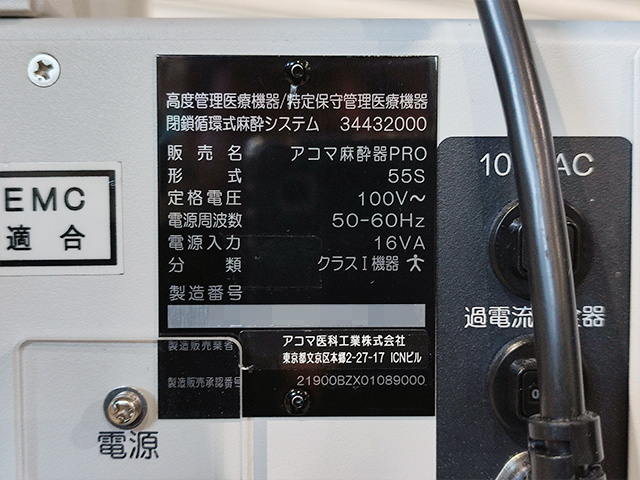 高度管理医療機器/特定保守管理医療機器
閉鎖循環式麻酔システム 34432000
販売名 アコマ麻酔器PRO
形式 55S
定格電圧 100V～
電源周波数 50-60Hz
電源入力 16VA
分類 クラスⅠ機器
製造番号
製造販売業者 アコマ医科工業株式会社
東京都文京区本郷2-27-17 ICNビル
製造販売承認番号 21900BZX01089000
EMC
適合
電源
AC